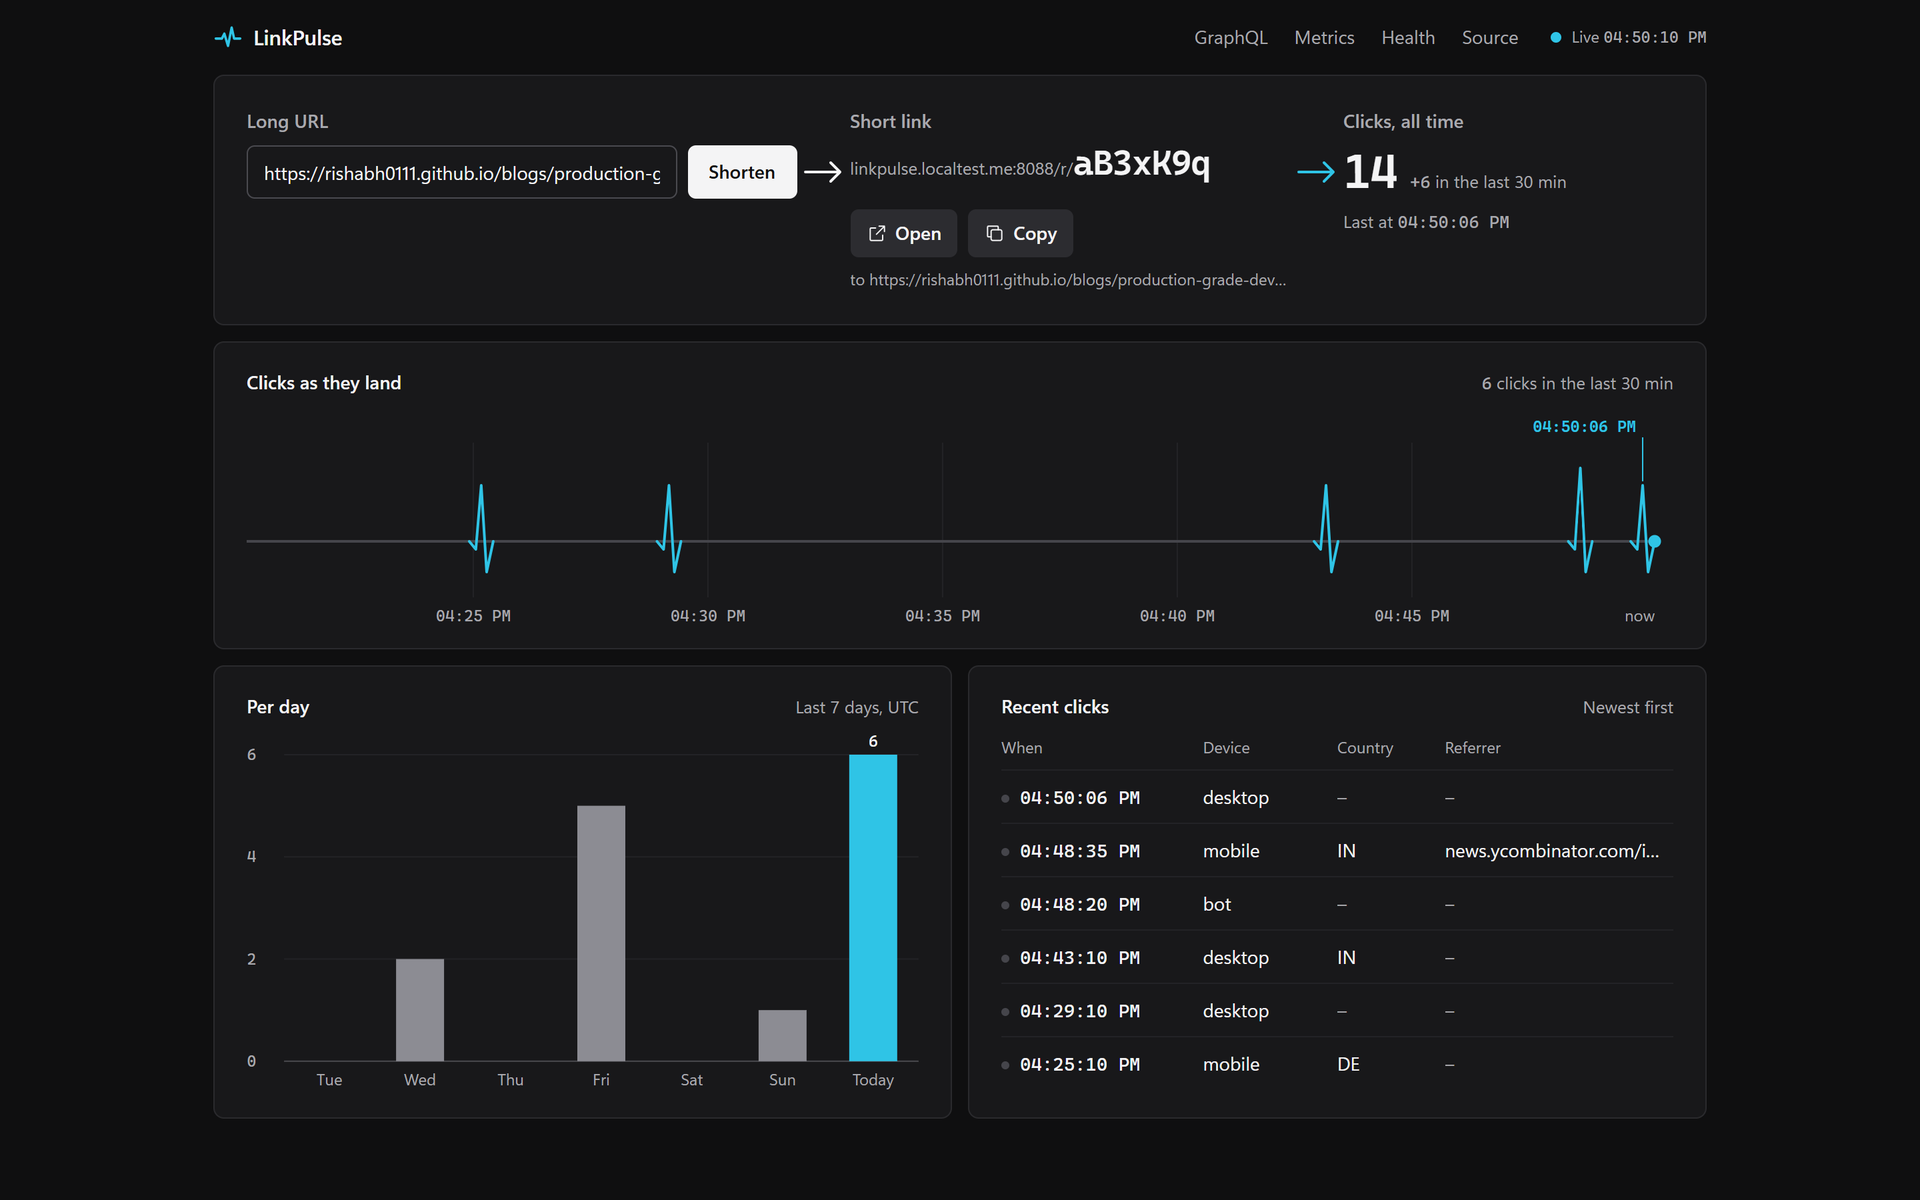 LinkPulse
GraphQL Metrics Health Source Live 04:50:10 PM
Long URL
https://rishabh0111.github.io/blogs/production-g
Shorten
Short link
linkpulse.localtest.me:8088/r/aB3xK9q
Open Copy
to https://rishabh0111.github.io/blogs/production-grade-dev...
Clicks, all time
14 +6 in the last 30 min
Last at 04:50:06 PM
Clicks as they land
6 clicks in the last 30 min
04:50:06 PM
04:25 PM 04:30 PM 04:35 PM 04:40 PM 04:45 PM now
Per day
Last 7 days, UTC
6
6
4
2
0
Tue Wed Thu Fri Sat Sun Today
Recent clicks
Newest first
When Device Country Referrer
04:50:06 PM desktop – –
04:48:35 PM mobile IN news.ycombinator.com/i...
04:48:20 PM bot – –
04:43:10 PM desktop IN –
04:29:10 PM desktop – –
04:25:10 PM mobile DE –